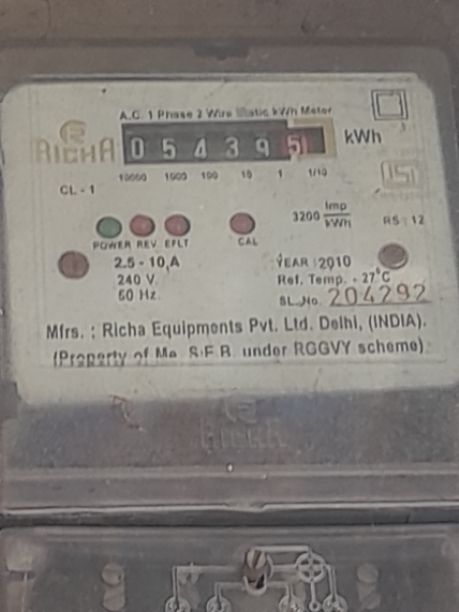 A.C. 1 Phase 2 Wire Static kWh Meter
RICHA
0 5 4 3 9 5 kWh
10000 1000 100 10 1 1/10
CL - 1
ISI
3200 Imp/kWh
RS : 12
POWER REV EFLT CAL
2.5 - 10 A
240 V.
50 Hz.
YEAR : 2010
Ref. Temp. - 27°C
SL.No. 204292
Mfrs. : Richa Equipments Pvt. Ltd. Delhi, (INDIA).
(Property of Me. S.E.B. under RGGVY scheme)
RICHA